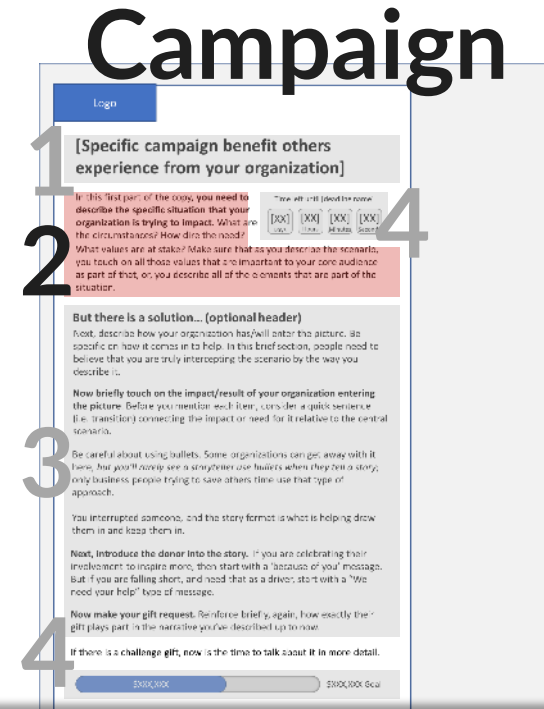 Campaign
Logo
1
[Specific campaign benefit others
experience from your organization]
In this first part of the copy, you need to
describe the specific situation that your
organization is trying to impact. What are
the circumstances? How dire the need?
What values are at stake? Make sure that as you describe the scenario,
you touch on all those values that are important to your core audience
as part of that, or, you describe all of the elements that are part of the
situation.
Time left until [deadline name]
[XX] [XX] [XX] [XX]
Days Hours Minutes Seconds
4
2
But there is a solution... (optional header)
Next, describe how your organization has/will enter the picture. Be
specific on how it comes in to help. In this brief section, people need to
believe that you are truly intercepting the scenario by the way you
describe it.
Now briefly touch on the impact/result of your organization entering
the picture. Before you mention each item, consider a quick sentence
(i.e. transition) connecting the impact or need for it relative to the central
scenario.
3
Be careful about using bullets. Some organizations can get away with it
here, but you'll rarely see a storyteller use bullets when they tell a story;
only business people trying to save others time use that type of
approach.
You interrupted someone, and the story format is what is helping draw
them in and keep them in.
Next, introduce the donor into the story. If you are celebrating their
involvement to inspire more, then start with a 'because of you' message.
But if you are falling short, and need that as a driver, start with a "We
need your help" type of message.
Now make your gift request. Reinforce briefly, again, how exactly their
gift plays part in the narrative you've described up to now.
4
If there is a challenge gift, now is the time to talk about it in more detail.
$XXX,XXX
$XXX,XXX Goal